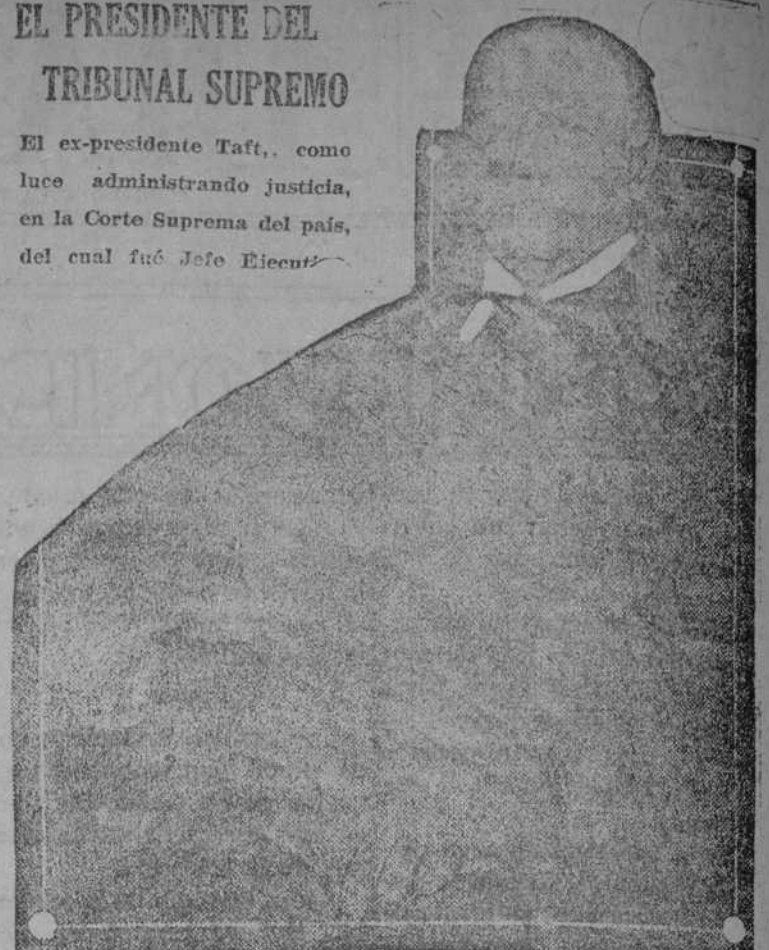 EL PRESIDENTE DEL
TRIBUNAL SUPREMO
El ex-presidente Taft,. como
luce administrando justicia,
en la Corte Suprema del país,
del cual fué Jefe